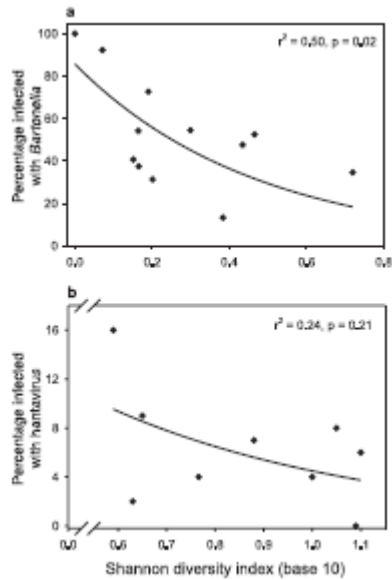 a
r² = 0.50, p = 0.02
Percentage infected
with Bartonella
100
80
60
40
20
0
0.0 0.2 0.4 0.6 0.8
b
r² = 0.24, p = 0.21
Percentage infected
with hantavirus
16
12
8
4
0
0.0 0.6 0.7 0.8 0.9 1.0 1.1
Shannon diversity index (base 10)